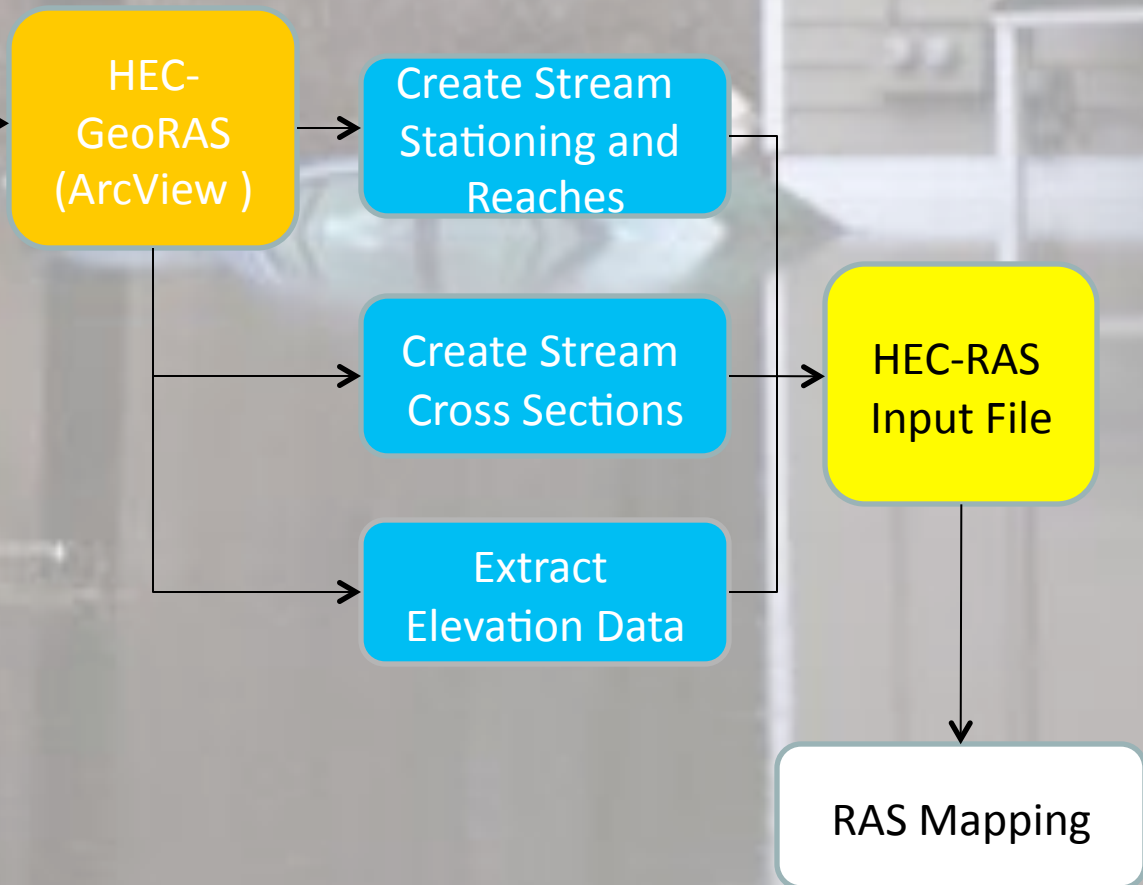 HEC-
GeoRAS
(ArcView )
Create Stream
Stationing and
Reaches
Create Stream
Cross Sections
Extract
Elevation Data
HEC-RAS
Input File
RAS Mapping